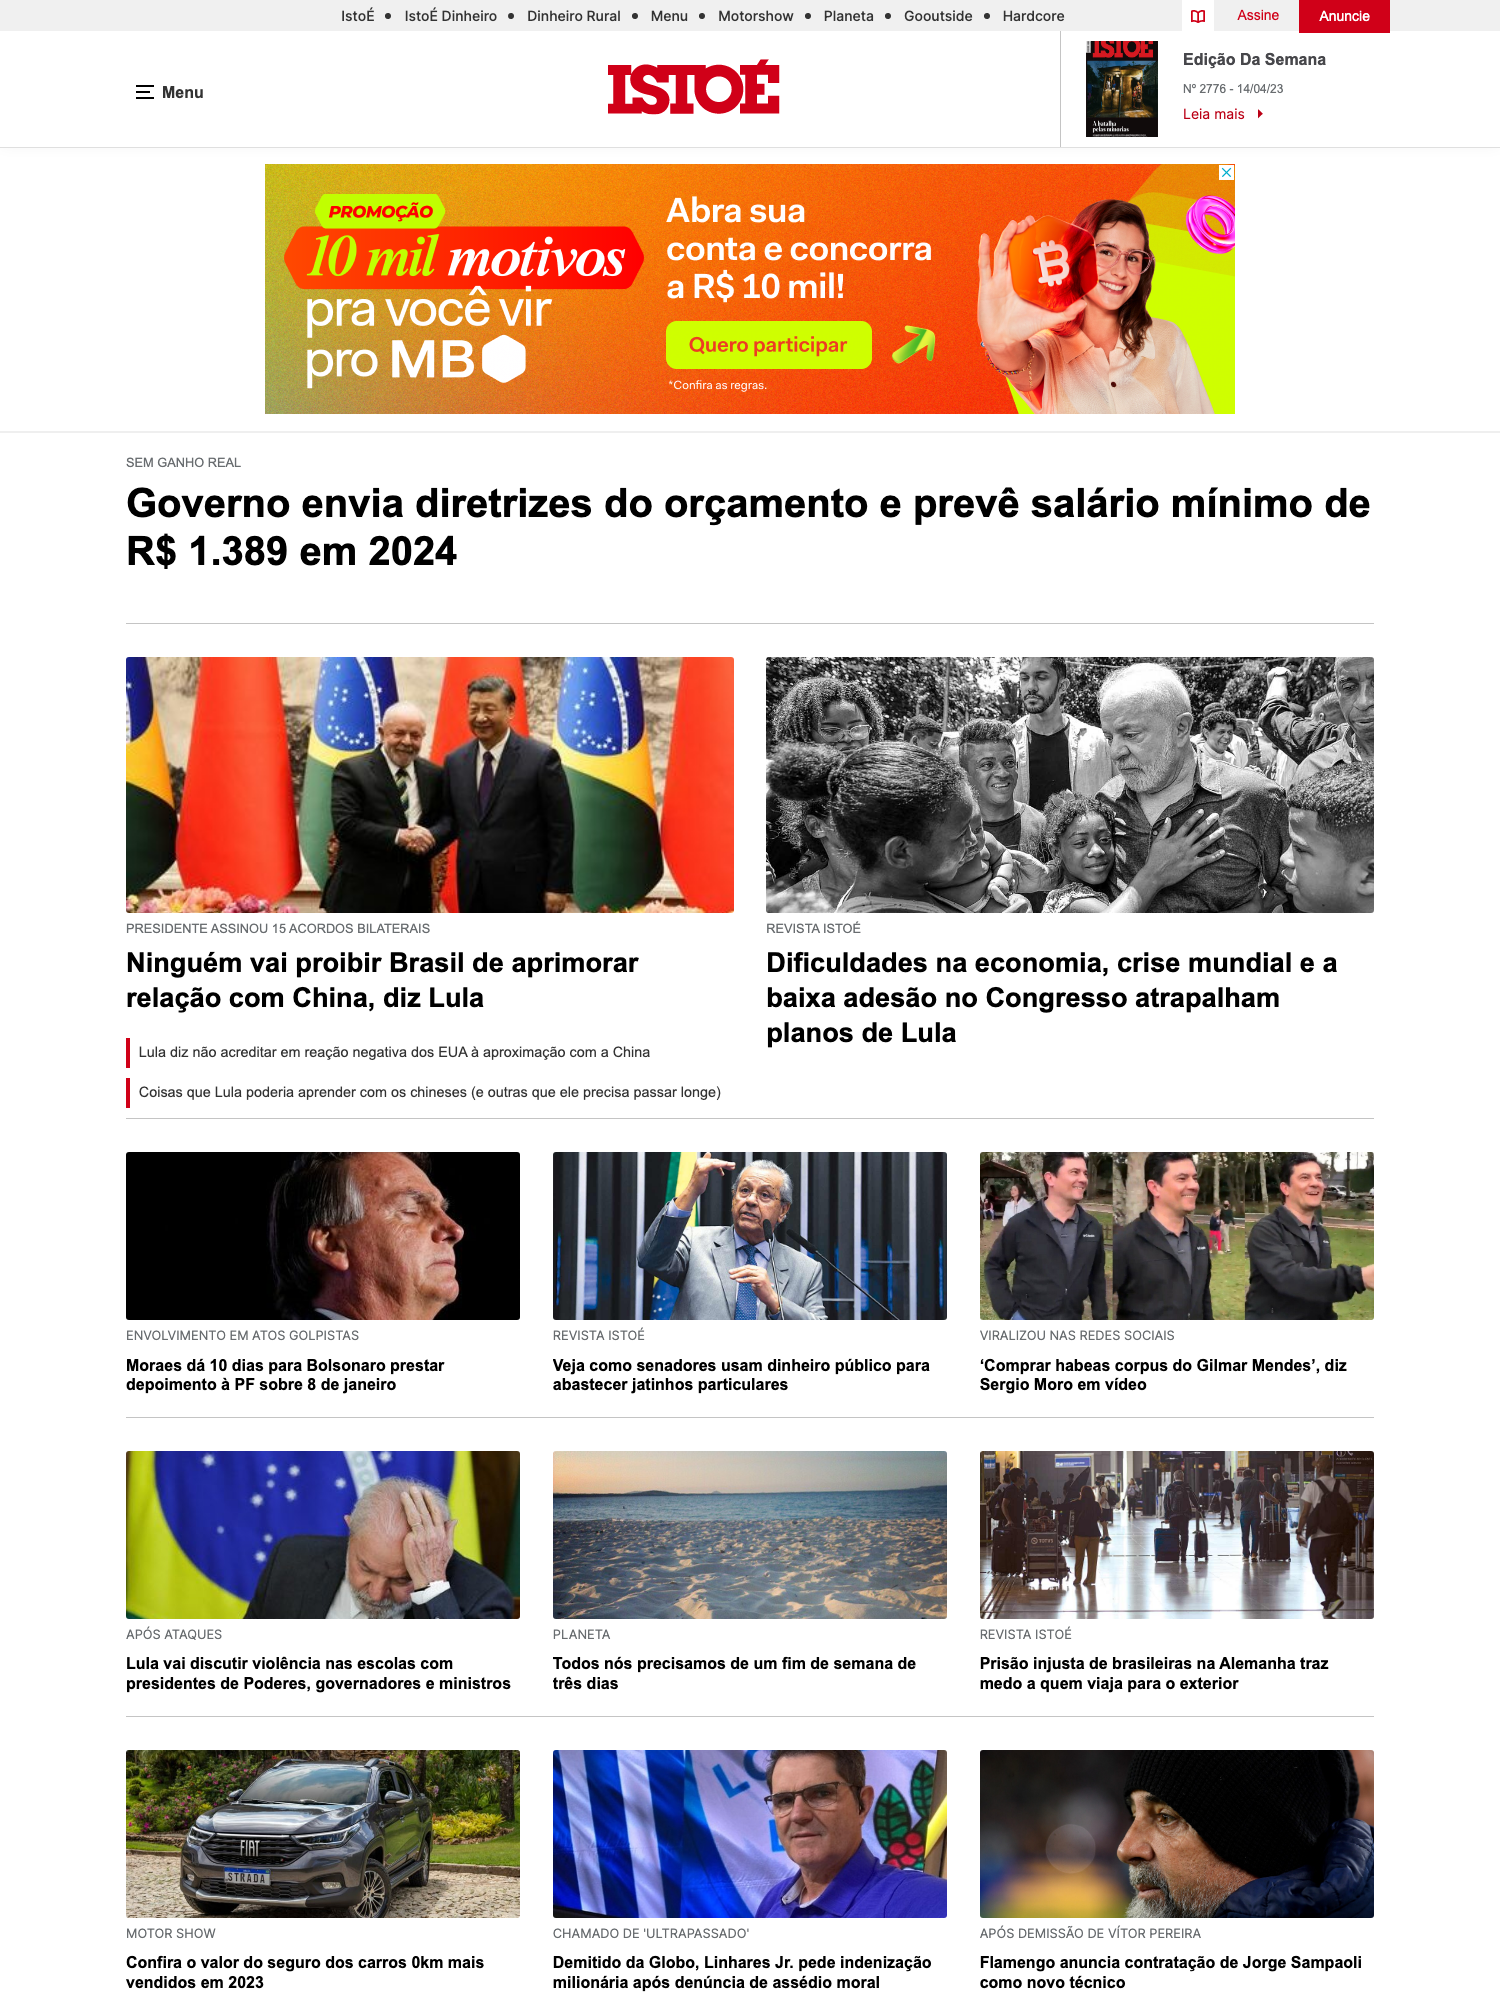 IstoÉ • IstoÉ Dinheiro • Dinheiro Rural • Menu • Motorshow • Planeta • Gooutside • Hardcore
Assine
Anuncie
Menu
ISTOÉ
ISTOÉ
A batalha
pelas minorias
Edição Da Semana
Nº 2776 - 14/04/23
Leia mais
PROMOÇÃO
10 mil motivos
pra você vir
pro MB
Abra sua
conta e concorra
a R$ 10 mil!
Quero participar
*Confira as regras.
SEM GANHO REAL
Governo envia diretrizes do orçamento e prevê salário mínimo de
R$ 1.389 em 2024
PRESIDENTE ASSINOU 15 ACORDOS BILATERAIS
Ninguém vai proibir Brasil de aprimorar
relação com China, diz Lula
Lula diz não acreditar em reação negativa dos EUA à aproximação com a China
Coisas que Lula poderia aprender com os chineses (e outras que ele precisa passar longe)
REVISTA ISTOÉ
Dificuldades na economia, crise mundial e a
baixa adesão no Congresso atrapalham
planos de Lula
ENVOLVIMENTO EM ATOS GOLPISTAS
Moraes dá 10 dias para Bolsonaro prestar
depoimento à PF sobre 8 de janeiro
REVISTA ISTOÉ
Veja como senadores usam dinheiro público para
abastecer jatinhos particulares
VIRALIZOU NAS REDES SOCIAIS
‘Comprar habeas corpus do Gilmar Mendes’, diz
Sergio Moro em vídeo
APÓS ATAQUES
Lula vai discutir violência nas escolas com
presidentes de Poderes, governadores e ministros
PLANETA
Todos nós precisamos de um fim de semana de
três dias
REVISTA ISTOÉ
Prisão injusta de brasileiras na Alemanha traz
medo a quem viaja para o exterior
FIAT
STRADA
MOTOR SHOW
Confira o valor do seguro dos carros 0km mais
vendidos em 2023
CHAMADO DE 'ULTRAPASSADO'
Demitido da Globo, Linhares Jr. pede indenização
milionária após denúncia de assédio moral
APÓS DEMISSÃO DE VÍTOR PEREIRA
Flamengo anuncia contratação de Jorge Sampaoli
como novo técnico